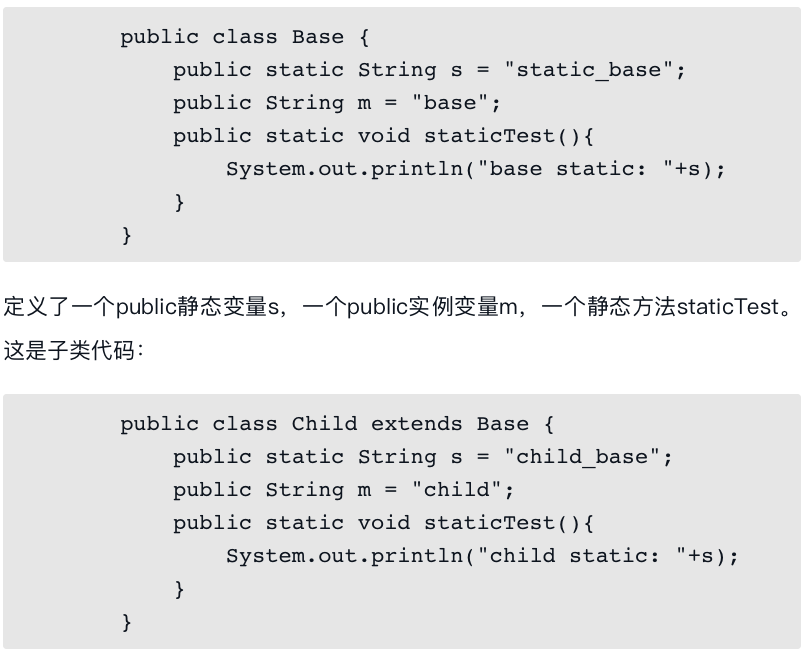 public class Base {
    public static String s = "static_base";
    public String m = "base";
    public static void staticTest(){
        System.out.println("base static: "+s);
    }
}
定义了一个public静态变量s，一个public实例变量m，一个静态方法staticTest。
这是子类代码：
public class Child extends Base {
    public static String s = "child_base";
    public String m = "child";
    public static void staticTest(){
        System.out.println("child static: "+s);
    }
}